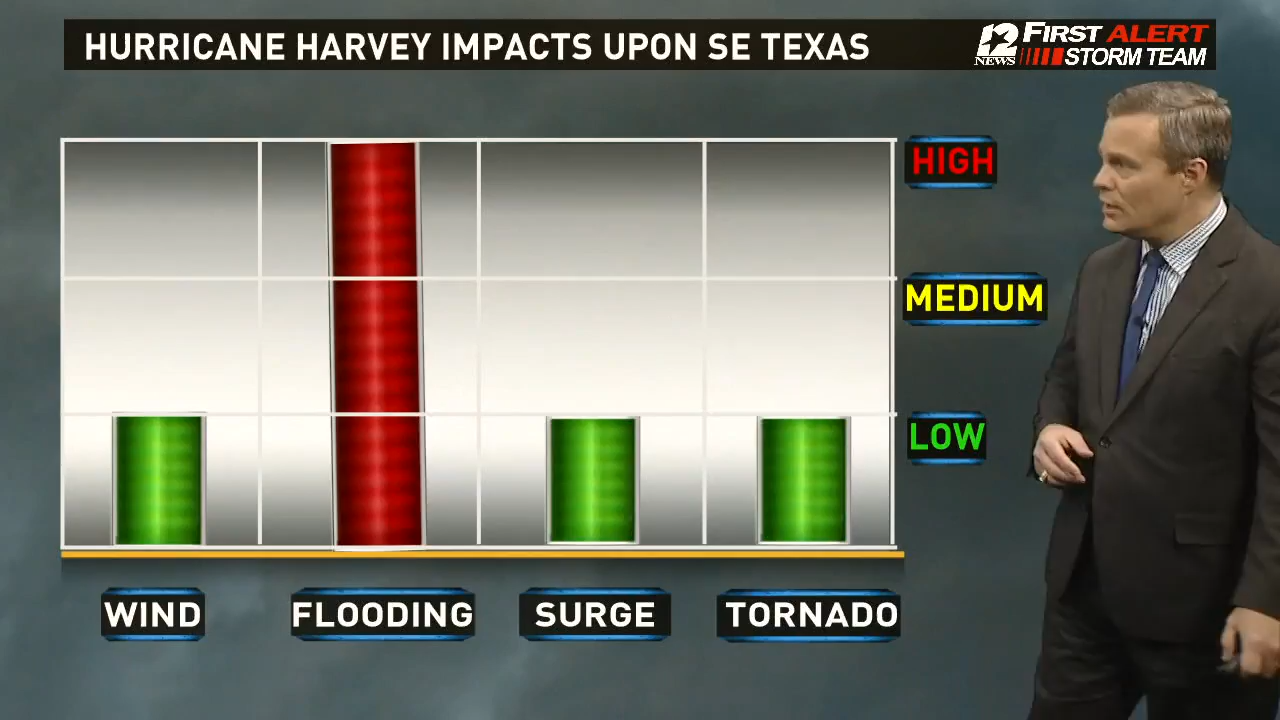 HURRICANE HARVEY IMPACTS UPON SE TEXAS
12 NEWS FIRST ALERT
STORM TEAM
HIGH
MEDIUM
LOW
WIND FLOODING SURGE TORNADO